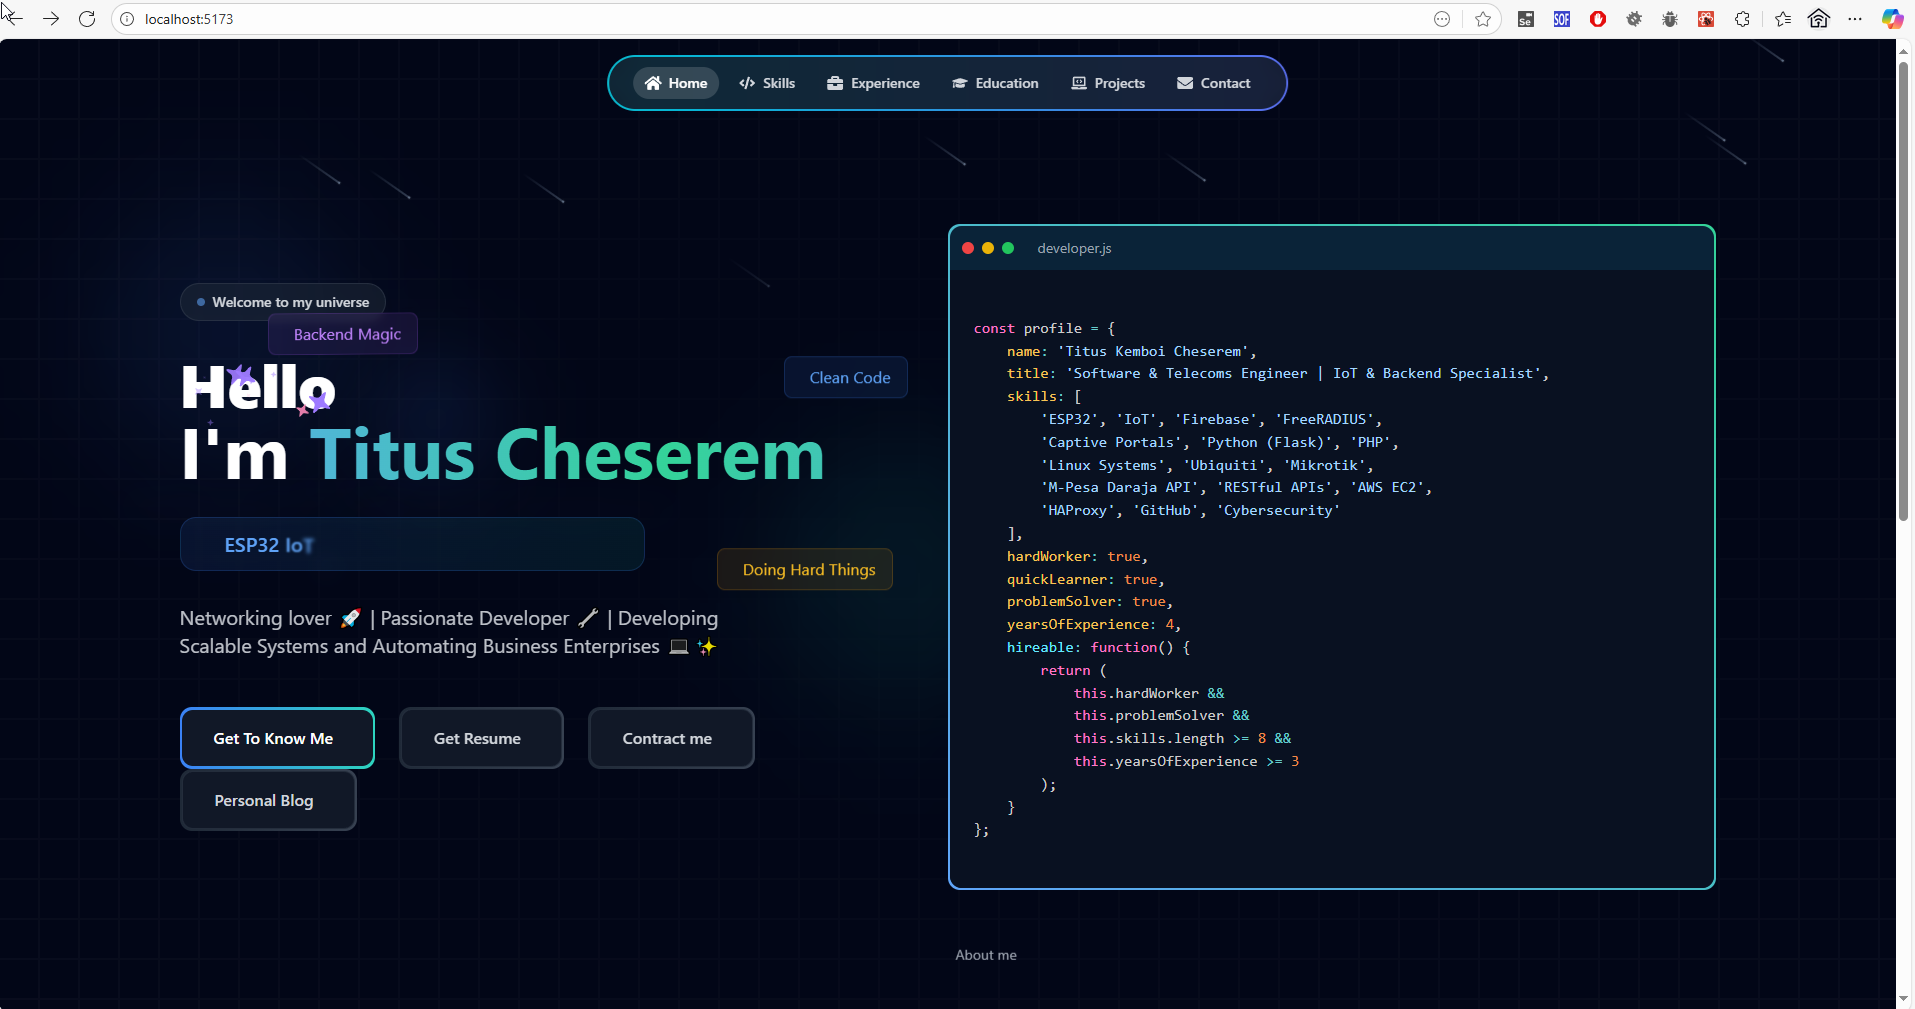 localhost:5173
Home Skills Experience Education Projects Contact
Welcome to my universe
Backend Magic
Clean Code
Hello
I'm Titus Cheserem
ESP32 IoT
Doing Hard Things
Networking lover 🚀 | Passionate Developer 🔧 | Developing
Scalable Systems and Automating Business Enterprises 💻 ✨
Get To Know Me
Get Resume
Contract me
Personal Blog
developer.js
const profile = {
    name: 'Titus Kemboi Cheserem',
    title: 'Software & Telecoms Engineer | IoT & Backend Specialist',
    skills: [
        'ESP32', 'IoT', 'Firebase', 'FreeRADIUS',
        'Captive Portals', 'Python (Flask)', 'PHP',
        'Linux Systems', 'Ubiquiti', 'Mikrotik',
        'M-Pesa Daraja API', 'RESTful APIs', 'AWS EC2',
        'HAProxy', 'GitHub', 'Cybersecurity'
    ],
    hardWorker: true,
    quickLearner: true,
    problemSolver: true,
    yearsOfExperience: 4,
    hireable: function() {
        return (
            this.hardWorker &&
            this.problemSolver &&
            this.skills.length >= 8 &&
            this.yearsOfExperience >= 3
        );
    }
};
About me
Se
SOF